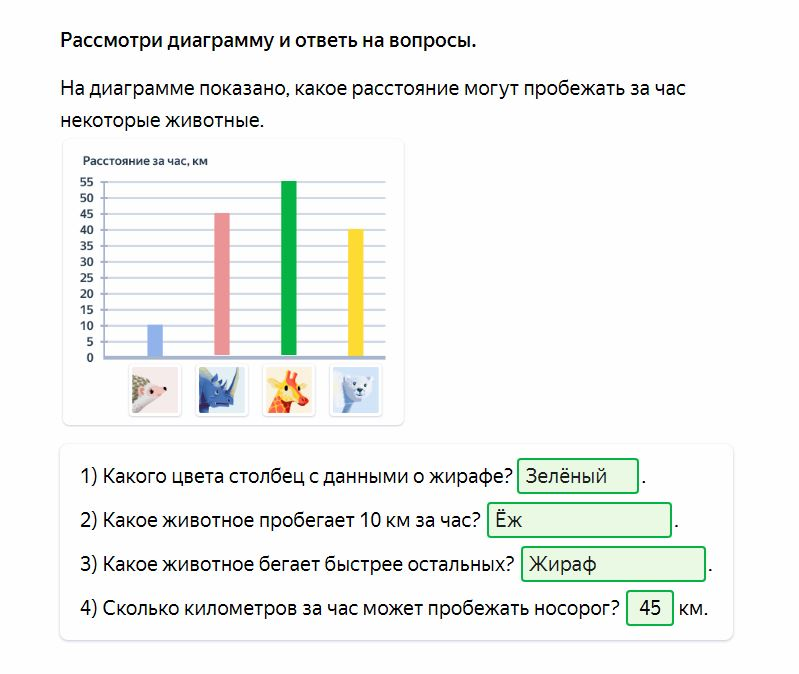 Рассмотри диаграмму и ответь на вопросы.
На диаграмме показано, какое расстояние могут пробежать за час
некоторые животные.
Расстояние за час, км
55
50
45
40
35
30
25
20
15
10
5
0
1) Какого цвета столбец с данными о жирафе? Зелёный .
2) Какое животное пробегает 10 км за час? Ёж .
3) Какое животное бегает быстрее остальных? Жираф .
4) Сколько километров за час может пробежать носорог? 45 км.